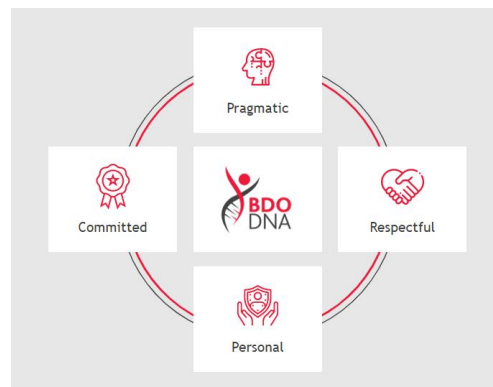 Pragmatic
Committed
BDO
DNA
Respectful
Personal